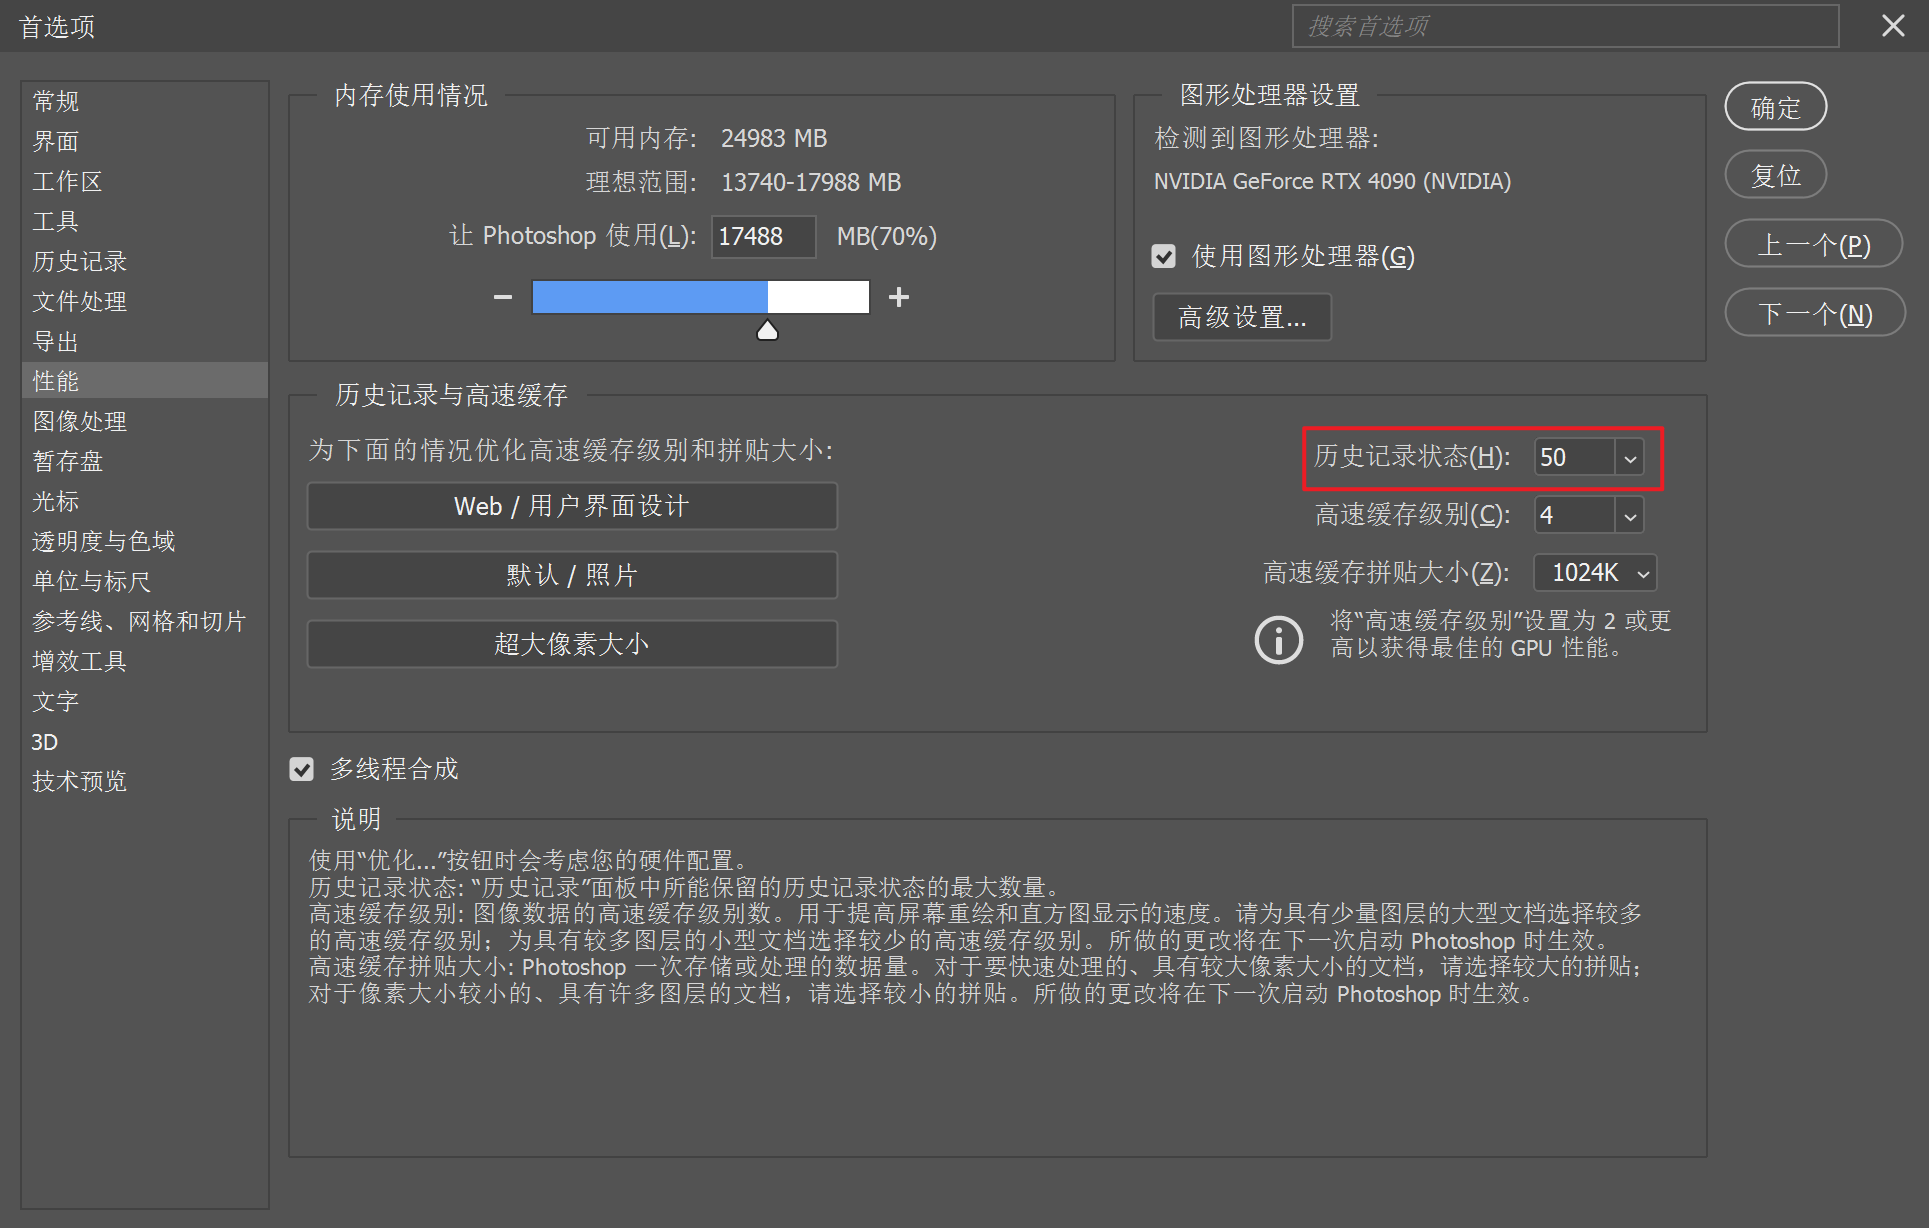 首选项
搜索首选项
常规
界面
工作区
工具
历史记录
文件处理
导出
性能
图像处理
暂存盘
光标
透明度与色域
单位与标尺
参考线、网格和切片
增效工具
文字
3D
技术预览
内存使用情况
可用内存: 24983 MB
理想范围: 13740-17988 MB
让 Photoshop 使用(L): 17488 MB(70%)
图形处理器设置
检测到图形处理器:
NVIDIA GeForce RTX 4090 (NVIDIA)
使用图形处理器(G)
高级设置...
确定
复位
上一个(P)
下一个(N)
历史记录与高速缓存
为下面的情况优化高速缓存级别和拼贴大小:
Web / 用户界面设计
默认 / 照片
超大像素大小
历史记录状态(H): 50
高速缓存级别(C): 4
高速缓存拼贴大小(Z): 1024K
将“高速缓存级别”设置为 2 或更
高以获得最佳的 GPU 性能。
多线程合成
说明
使用“优化...”按钮时会考虑您的硬件配置。
历史记录状态: “历史记录”面板中所能保留的历史记录状态的最大数量。
高速缓存级别: 图像数据的高速缓存级别数。用于提高屏幕重绘和直方图显示的速度。请为具有少量图层的大型文档选择较多
的高速缓存级别；为具有较多图层的小型文档选择较少的高速缓存级别。所做的更改将在下一次启动 Photoshop 时生效。
高速缓存拼贴大小: Photoshop 一次存储或处理的数据量。对于要快速处理的、具有较大像素大小的文档，请选择较大的拼贴；
对于像素大小较小的、具有许多图层的文档，请选择较小的拼贴。所做的更改将在下一次启动 Photoshop 时生效。